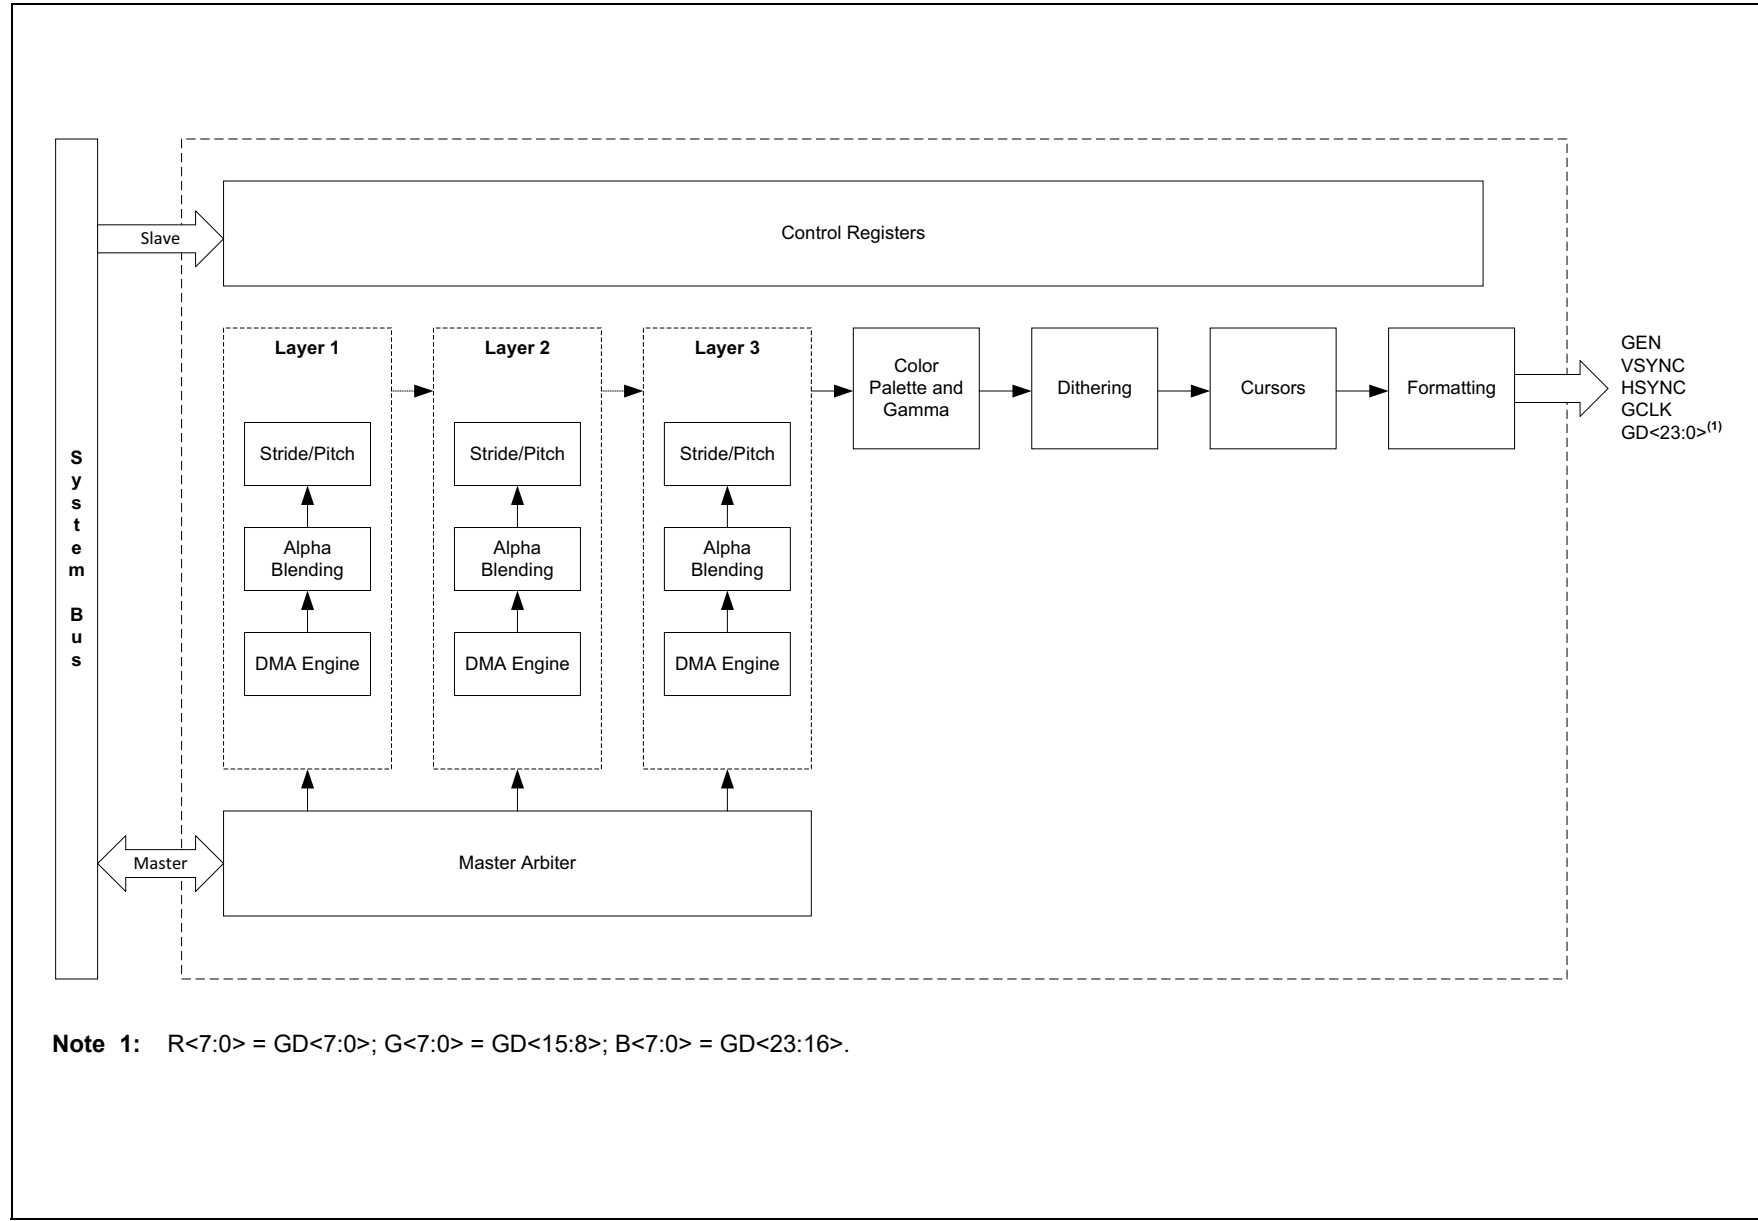 System Bus
Slave
Control Registers
Layer 1
Layer 2
Layer 3
Stride/Pitch
Stride/Pitch
Stride/Pitch
Alpha
Blending
Alpha
Blending
Alpha
Blending
DMA Engine
DMA Engine
DMA Engine
Color
Palette and
Gamma
Dithering
Cursors
Formatting
GEN
VSYNC
HSYNC
GCLK
GD<23:0>(1)
Master
Master Arbiter
Note 1: R<7:0> = GD<7:0>; G<7:0> = GD<15:8>; B<7:0> = GD<23:16>.